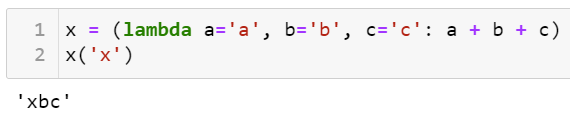 1 x = (lambda a='a', b='b', c='c': a + b + c)
2 x('x')
'xbc'